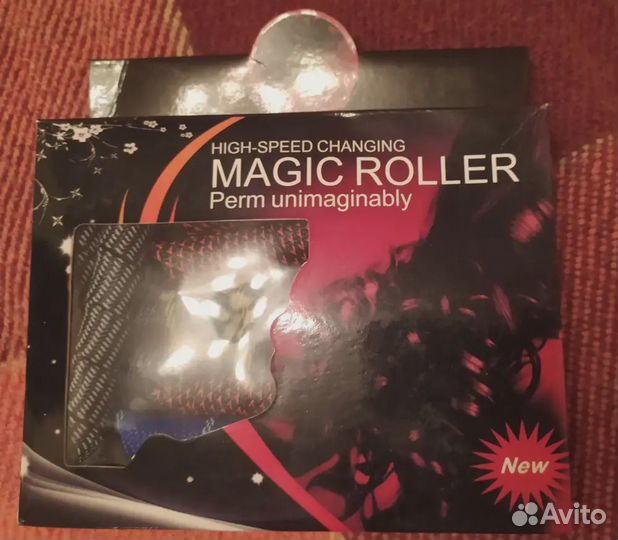 HIGH-SPEED CHANGING
MAGIC ROLLER
Perm unimaginably
New
Avito